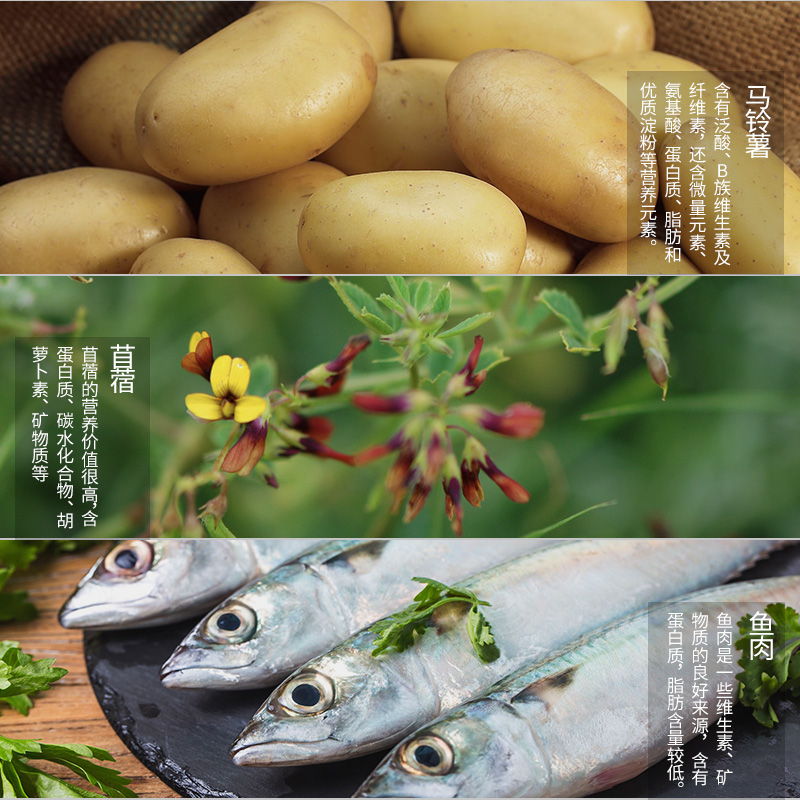 马铃薯
含有泛酸、B族维生素及
纤维素，还含微量元素、
氨基酸、蛋白质、脂肪和
优质淀粉等营养元素。
苜蓿
苜蓿的营养价值很高，含
蛋白质、碳水化合物、胡
萝卜素、矿物质等
鱼肉
鱼肉是一些维生素、矿
物质的良好来源，含有
蛋白质，脂肪含量较低。